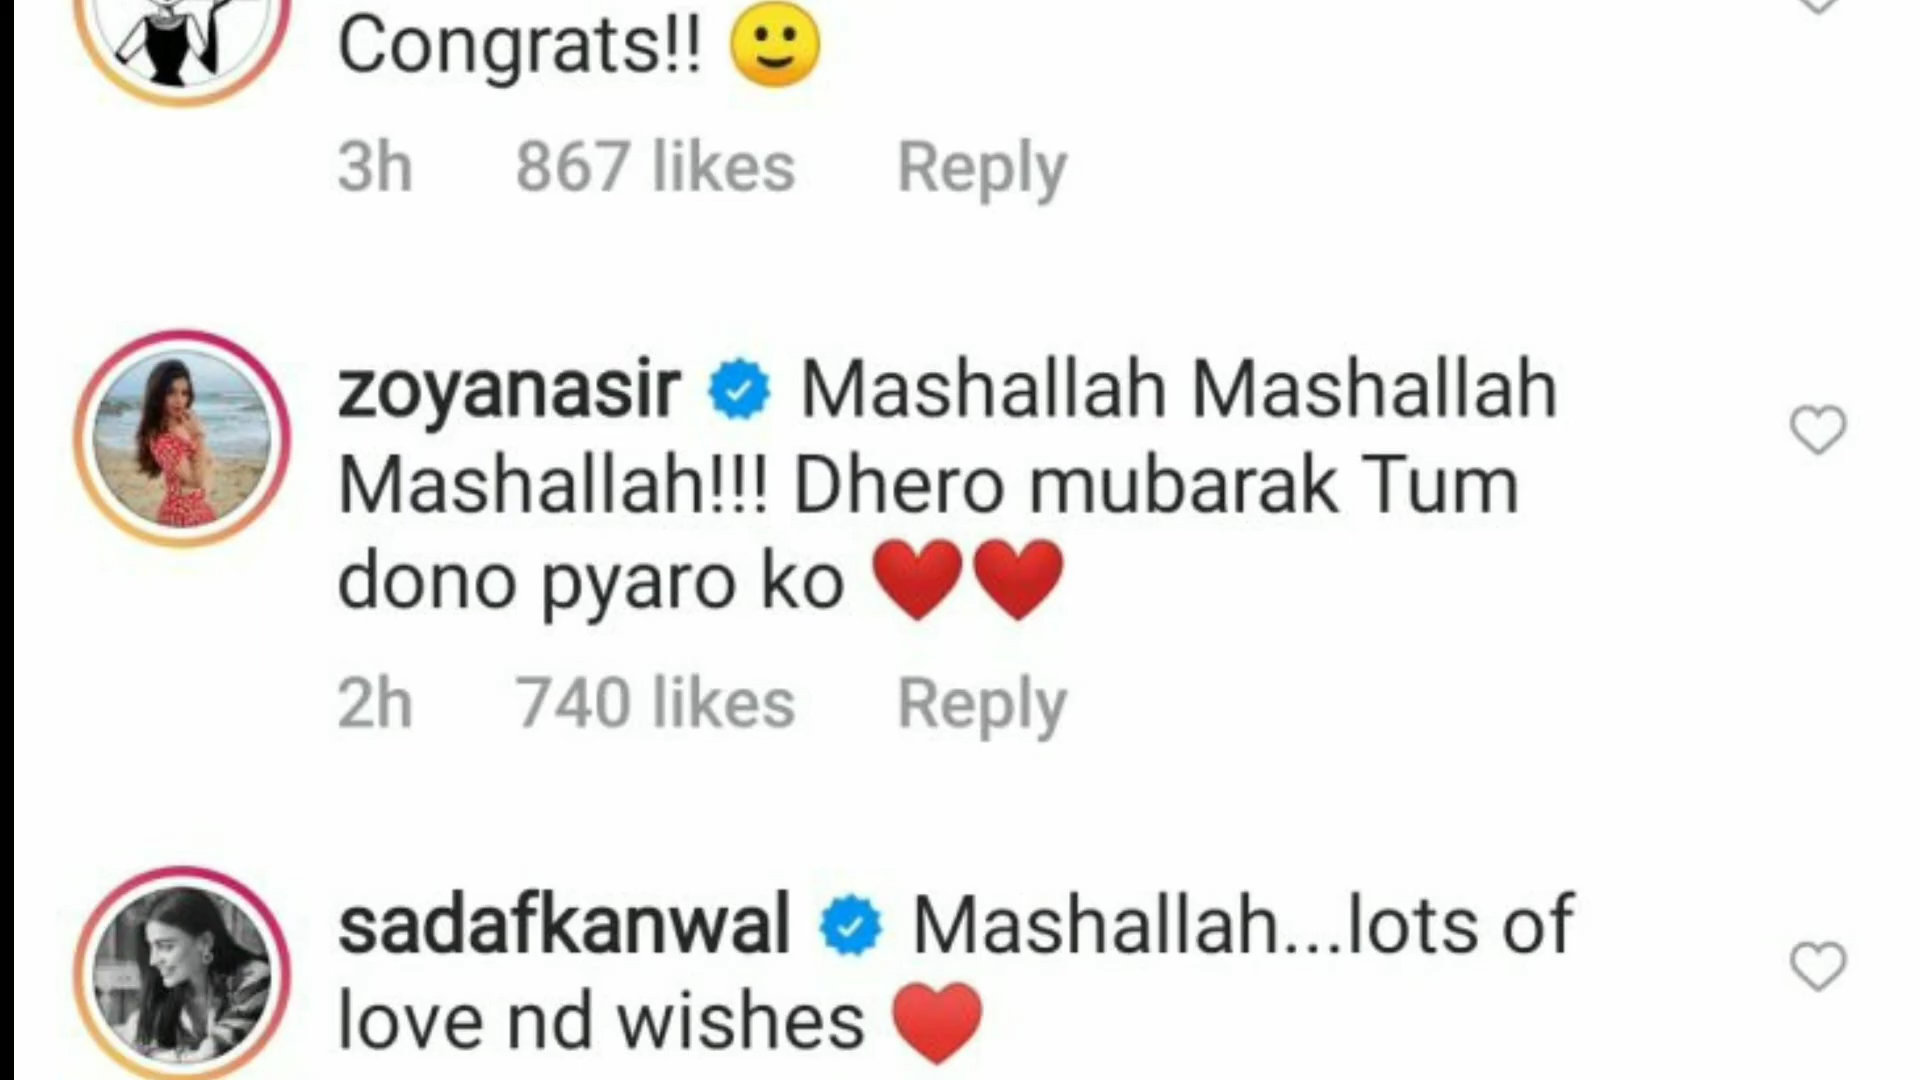 Congrats!! 🙂
3h 867 likes Reply
zoyanasir Mashallah Mashallah
Mashallah!!! Dhero mubarak Tum
dono pyaro ko ❤️❤️
2h 740 likes Reply
sadafkanwal Mashallah...lots of
love nd wishes ❤️